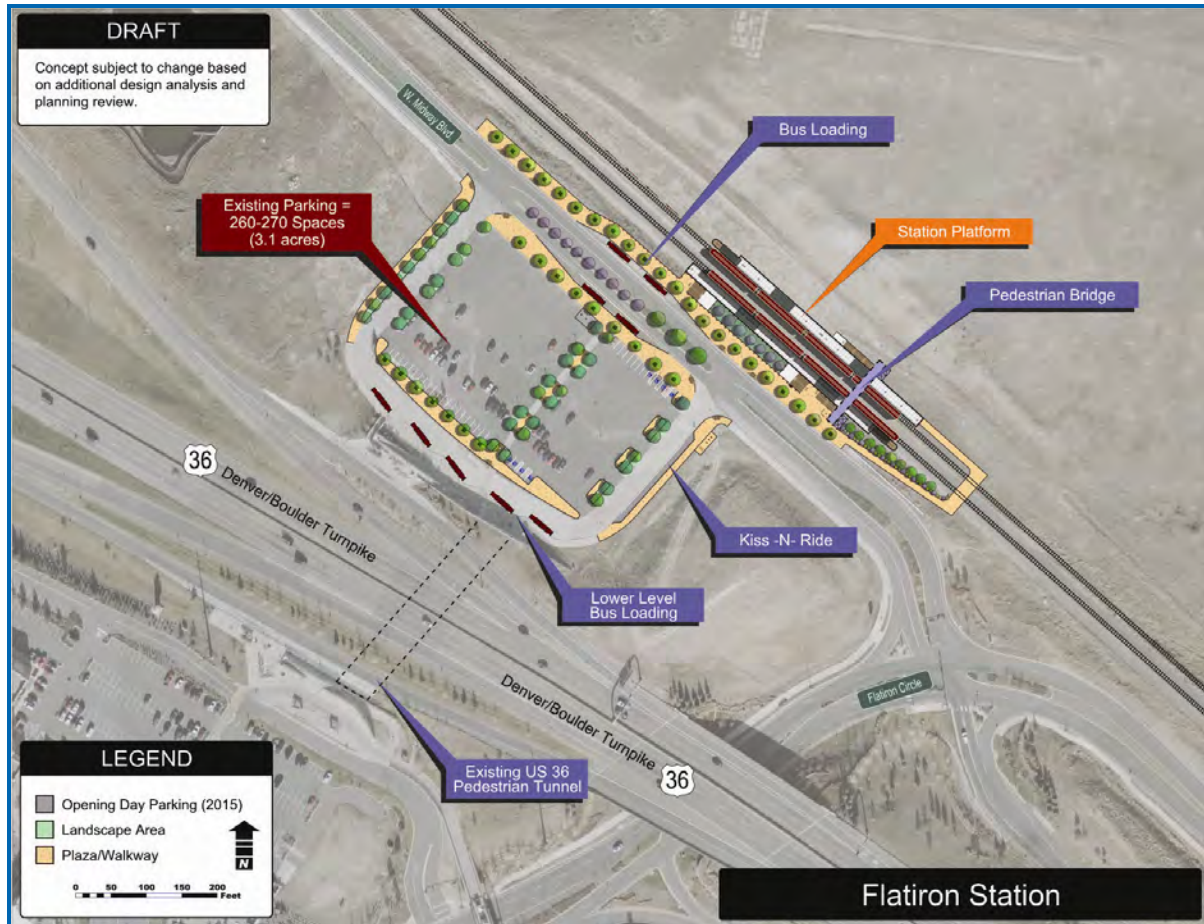 DRAFT
Concept subject to change based
on additional design analysis and
planning review.
W. Midway Blvd.
Bus Loading
Existing Parking =
260-270 Spaces
(3.1 acres)
Station Platform
Pedestrian Bridge
36
Denver/Boulder Turnpike
Kiss -N- Ride
Lower Level
Bus Loading
Flatiron Circle
Denver/Boulder Turnpike
36
Existing US 36
Pedestrian Tunnel
LEGEND
Opening Day Parking (2015)
Landscape Area
Plaza/Walkway
N
0 50 100 150 200
Feet
Flatiron Station